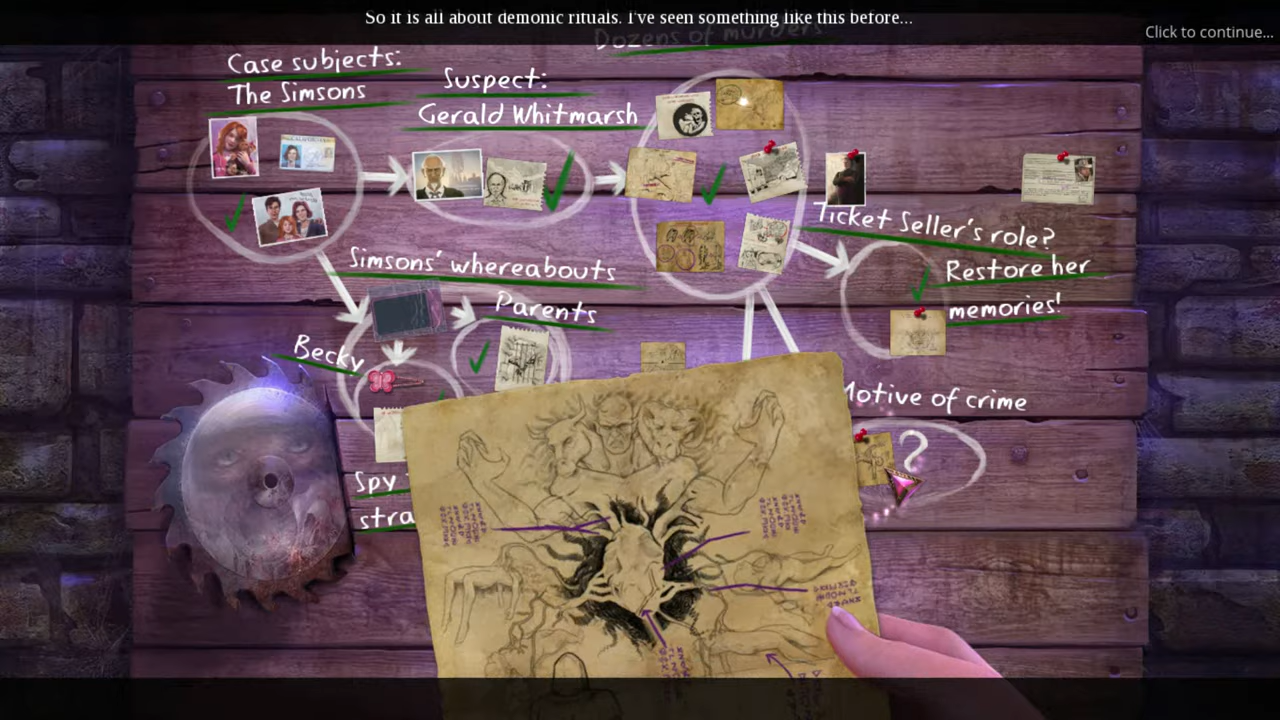 So it is all about demonic rituals. I've seen something like this before...
Click to continue...
Dozens of murders
Case subjects:
The Simsons
Suspect:
Gerald Whitmarsh
Ticket Seller's role?
Restore her
memories!
Simsons' whereabouts
Parents
Becky
Motive of crime
?
Spy
stra